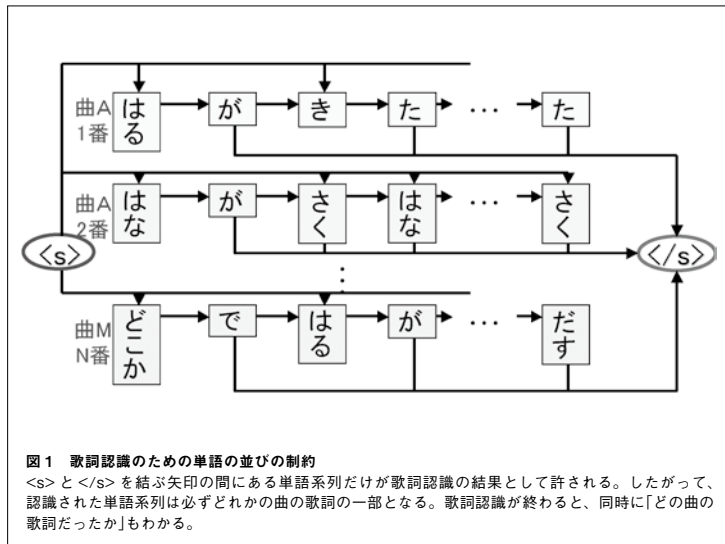 曲A
1番
はる
が
き
た
…
た
曲A
2番
はな
が
さく
はな
…
さく
<s>
</s>
⋮
曲M
N番
どこか
で
はる
が
…
だす
図1 歌詞認識のための単語の並びの制約
<s> と </s> を結ぶ矢印の間にある単語系列だけが歌詞認識の結果として許される。したがって、
認識された単語系列は必ずどれかの曲の歌詞の一部となる。歌詞認識が終わると、同時に「どの曲の
歌詞だったか」もわかる。